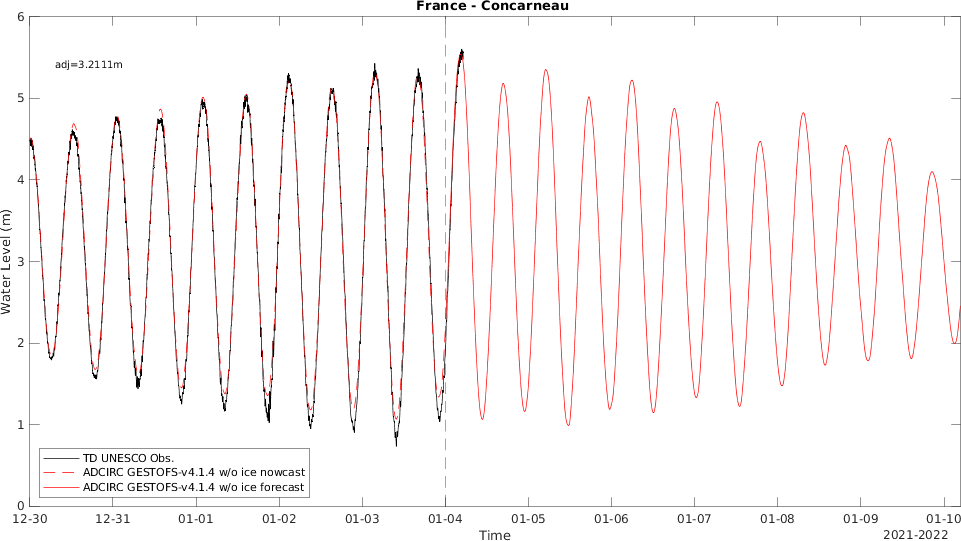 France - Concarneau
adj=3.2111m
Water Level (m)
6
5
4
3
2
1
0
TD UNESCO Obs.
ADCIRC GESTOFS-v4.1.4 w/o ice nowcast
ADCIRC GESTOFS-v4.1.4 w/o ice forecast
12-30 12-31 01-01 01-02 01-03 01-04 01-05 01-06 01-07 01-08 01-09 01-10
Time
2021-2022